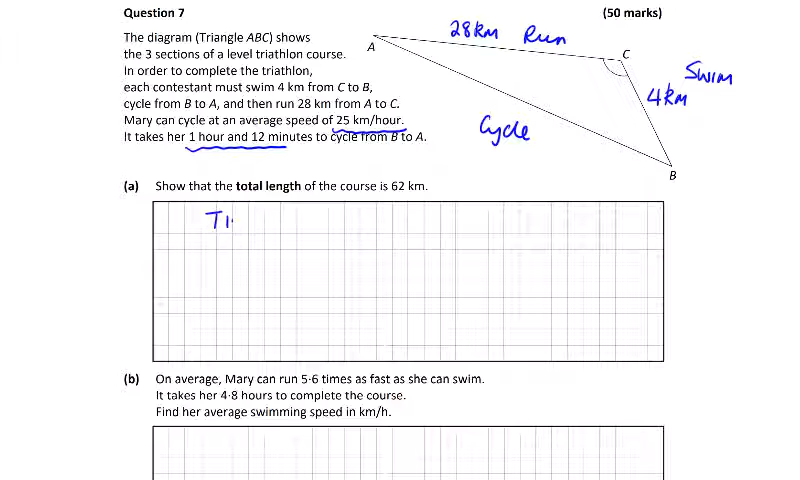 Question 7
(50 marks)
The diagram (Triangle ABC) shows
the 3 sections of a level triathlon course.
In order to complete the triathlon,
each contestant must swim 4 km from C to B,
cycle from B to A, and then run 28 km from A to C.
Mary can cycle at an average speed of 25 km/hour.
It takes her 1 hour and 12 minutes to cycle from B to A.
A
28km Run
C
Swim
4km
Cycle
B
(a) Show that the total length of the course is 62 km.
TI
(b) On average, Mary can run 5·6 times as fast as she can swim.
It takes her 4·8 hours to complete the course.
Find her average swimming speed in km/h.